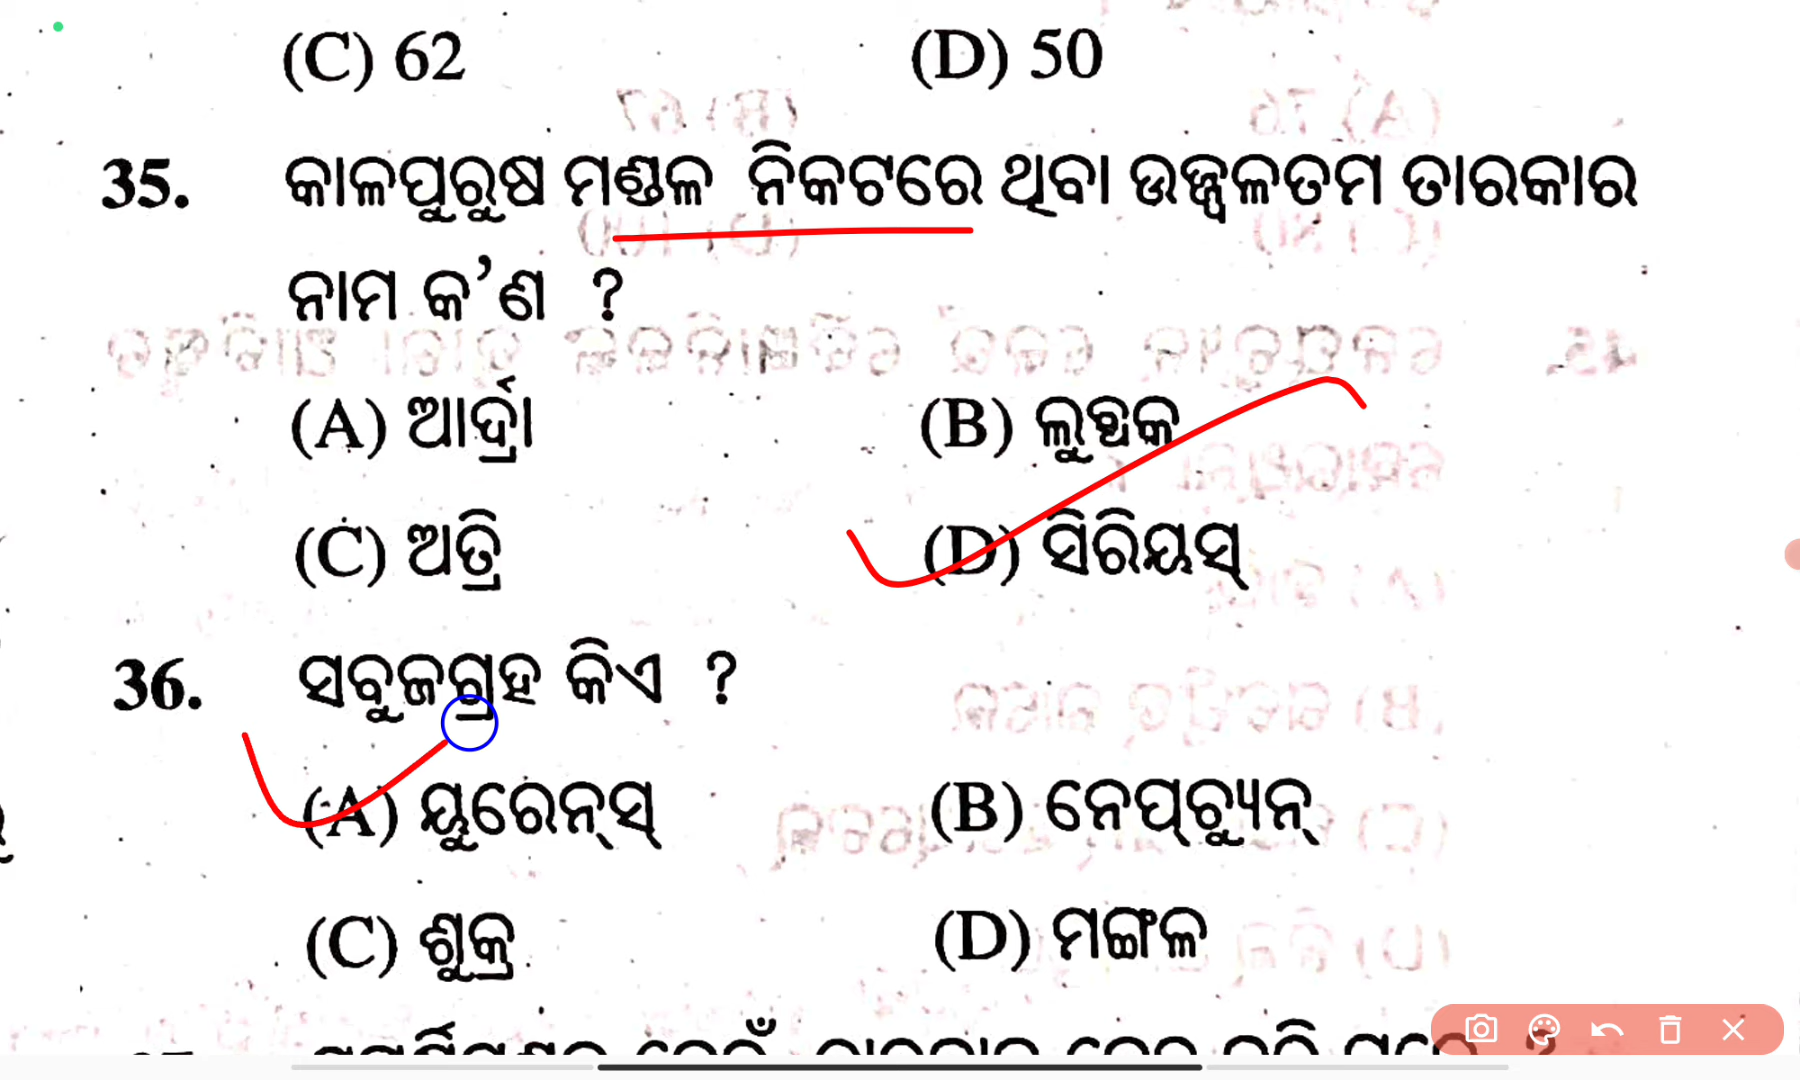 (C) 62 (D) 50
35. କାଳପୁରୁଷ ମଣ୍ଡଳ ନିକଟରେ ଥିବା ଉଜ୍ଜ୍ୱଳତମ ତାରକାର
ନାମ କ'ଣ ?
(A) ଆର୍ଦ୍ରା (B) ଲୁବ୍ଧକ
(C) ଅତ୍ରି (D) ସିରିୟସ୍
36. ସବୁଜଗ୍ରହ କିଏ ?
(A) ୟୁରେନ୍ସ୍ (B) ନେପ୍ଚ୍ୟୁନ୍
(C) ଶୁକ୍ର (D) ମଙ୍ଗଳ